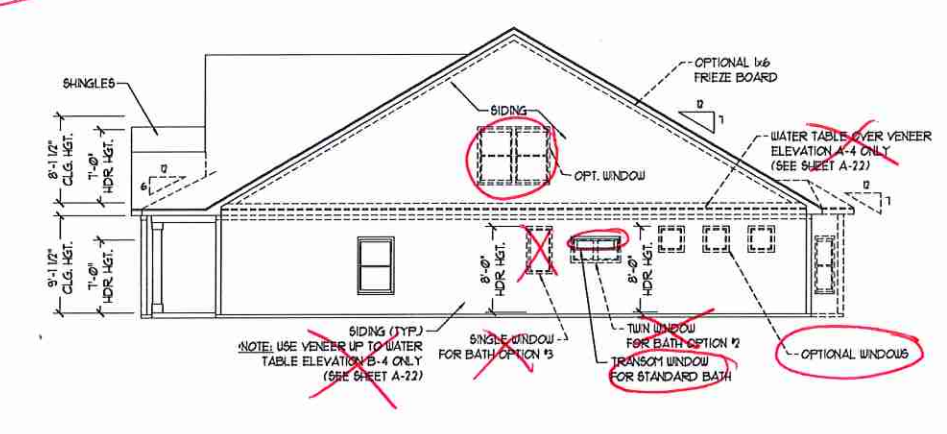 SHINGLES
OPTIONAL 1x6
FRIEZE BOARD
SIDING
12
7
WATER TABLE OVER VENEER
ELEVATION A-4 ONLY
(SEE SHEET A-2.2)
OPT. WINDOW
8'-1 1/2"
CLG. HGT.
7'-0"
HDR. HGT.
12
6
12
7
9'-1 1/2"
CLG. HGT.
7'-0"
HDR. HGT.
8'-0"
HDR. HGT.
8'-0"
HDR. HGT.
SIDING (TYP.)
*NOTE: USE VENEER UP TO WATER
TABLE ELEVATION B-4 ONLY
(SEE SHEET A-2.2)
SINGLE WINDOW
FOR BATH OPTION #3
TWIN WINDOW
FOR BATH OPTION #2
TRANSOM WINDOW
FOR STANDARD BATH
OPTIONAL WINDOWS